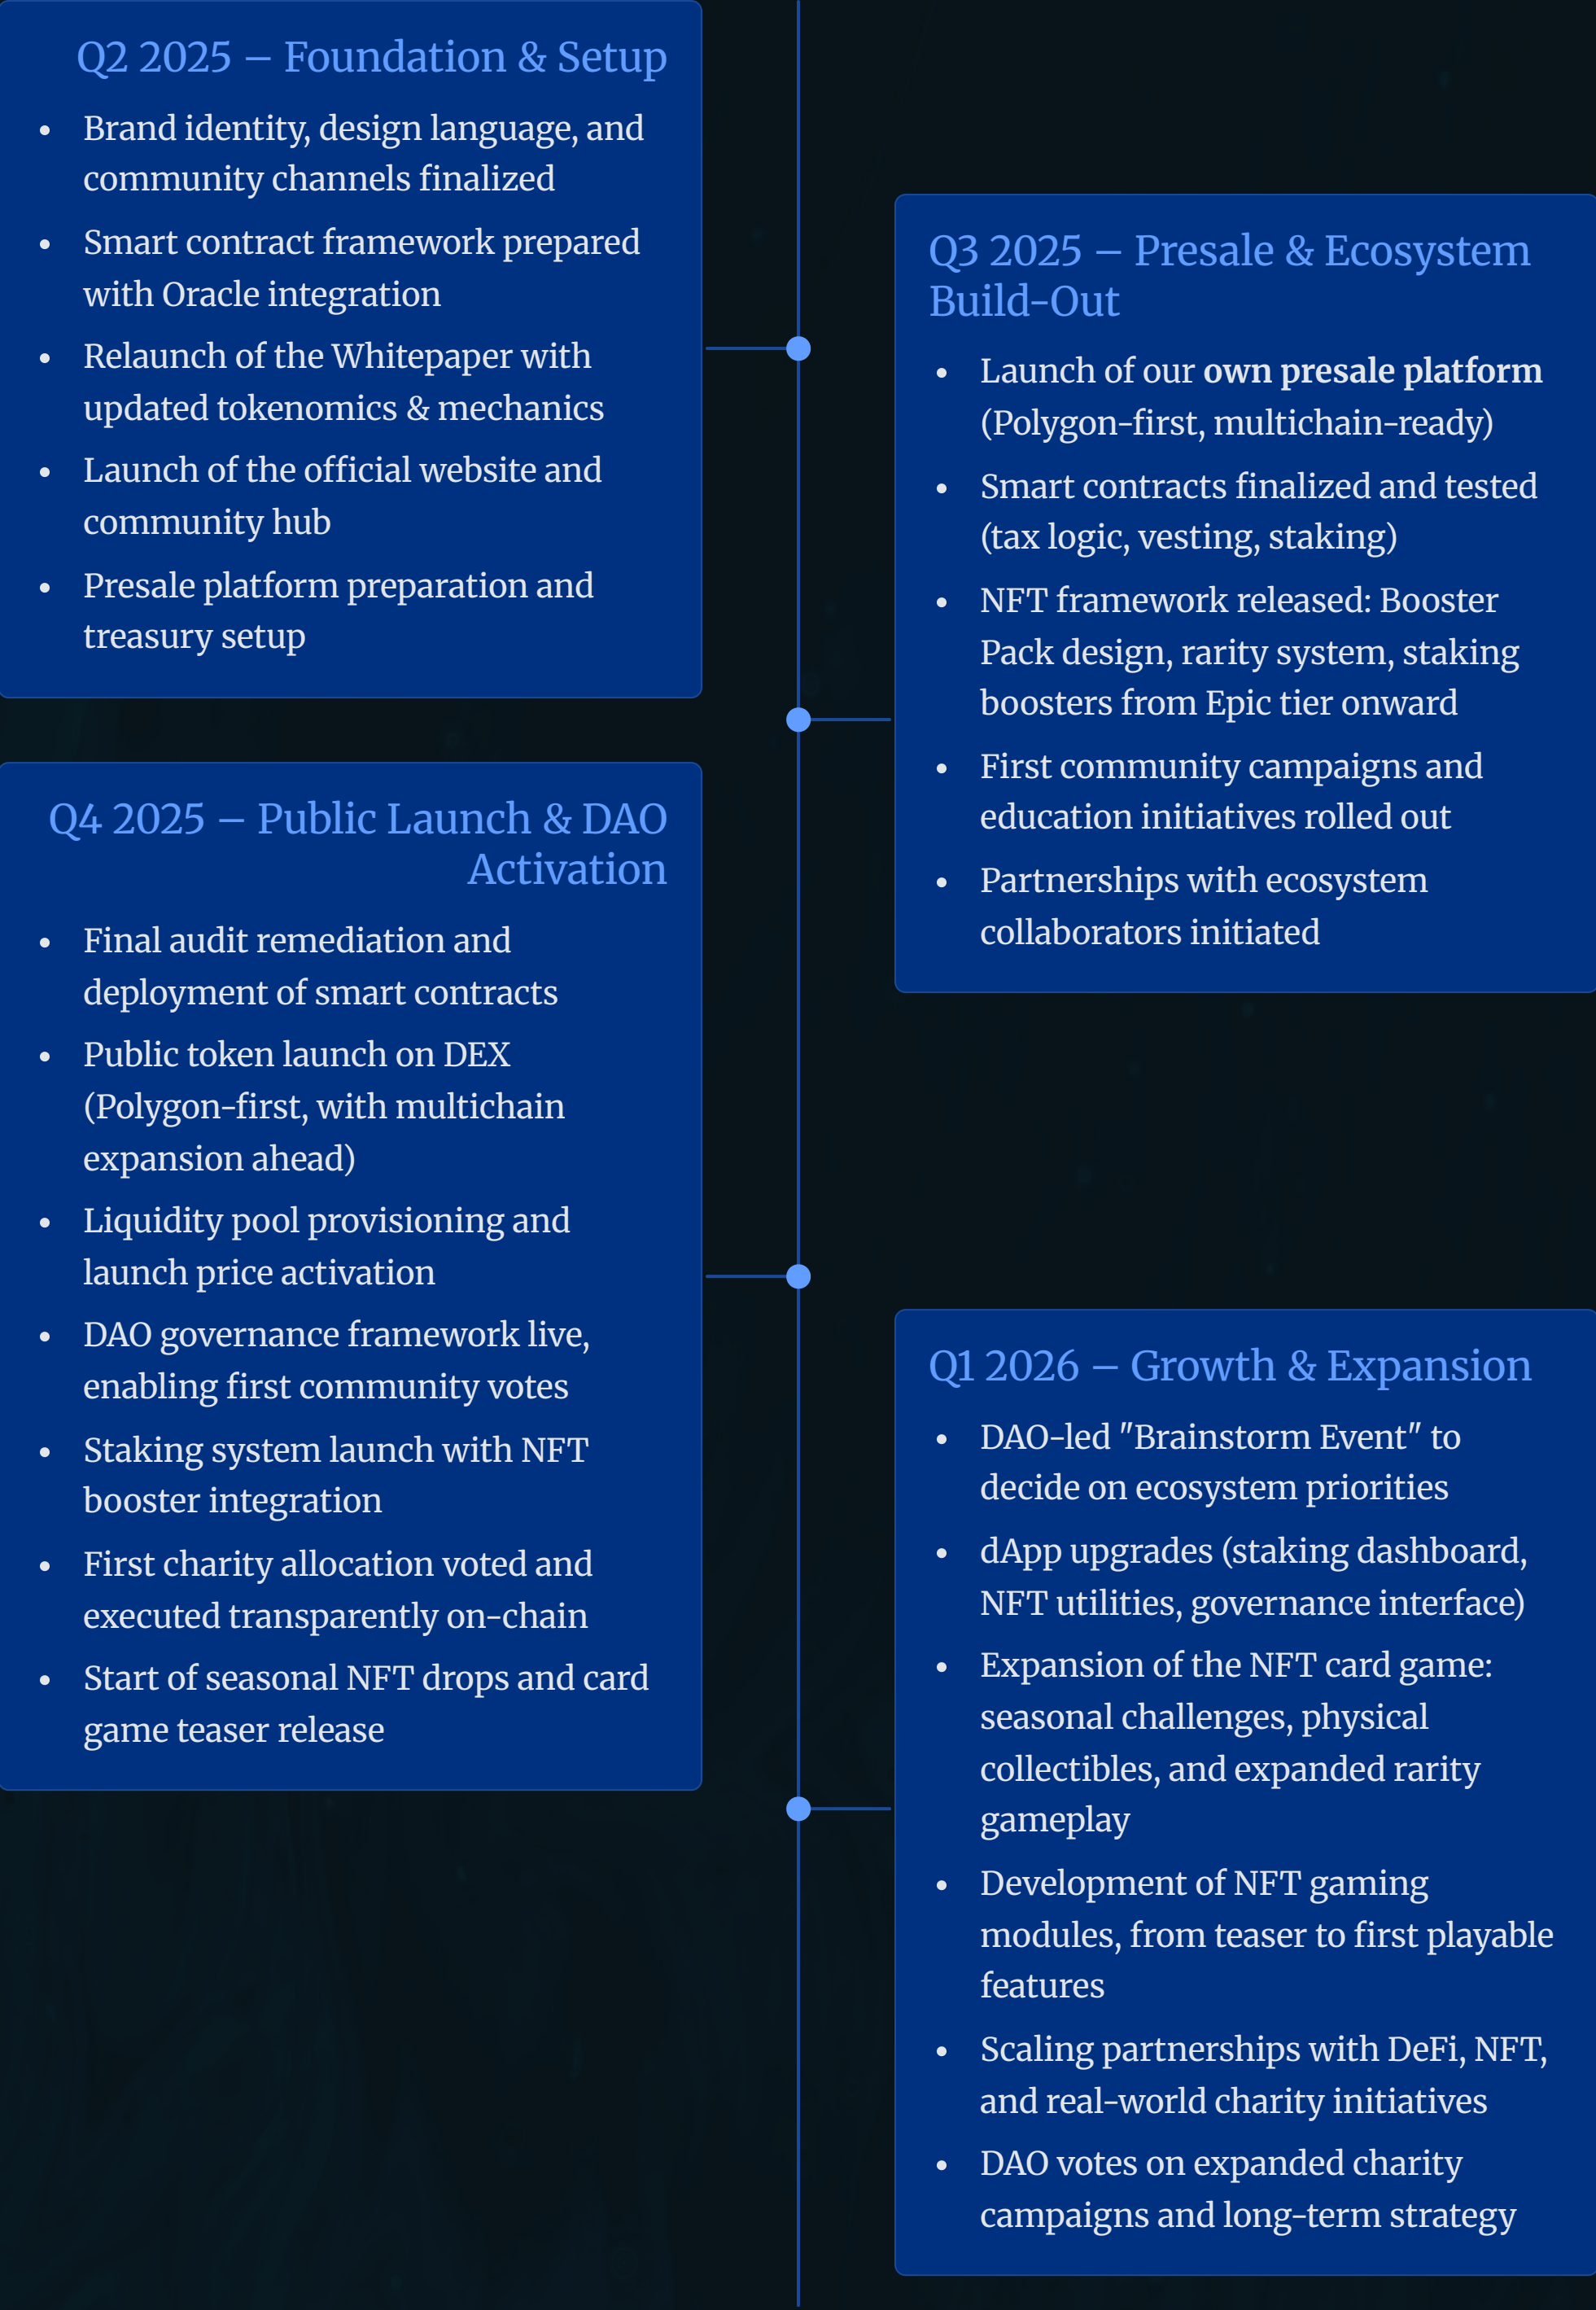 Q2 2025 – Foundation & Setup
• Brand identity, design language, and
community channels finalized
• Smart contract framework prepared
with Oracle integration
• Relaunch of the Whitepaper with
updated tokenomics & mechanics
• Launch of the official website and
community hub
• Presale platform preparation and
treasury setup
Q3 2025 – Presale & Ecosystem
Build-Out
• Launch of our own presale platform
(Polygon-first, multichain-ready)
• Smart contracts finalized and tested
(tax logic, vesting, staking)
• NFT framework released: Booster
Pack design, rarity system, staking
boosters from Epic tier onward
• First community campaigns and
education initiatives rolled out
• Partnerships with ecosystem
collaborators initiated
Q4 2025 – Public Launch & DAO
Activation
• Final audit remediation and
deployment of smart contracts
• Public token launch on DEX
(Polygon-first, with multichain
expansion ahead)
• Liquidity pool provisioning and
launch price activation
• DAO governance framework live,
enabling first community votes
• Staking system launch with NFT
booster integration
• First charity allocation voted and
executed transparently on-chain
• Start of seasonal NFT drops and card
game teaser release
Q1 2026 – Growth & Expansion
• DAO-led "Brainstorm Event" to
decide on ecosystem priorities
• dApp upgrades (staking dashboard,
NFT utilities, governance interface)
• Expansion of the NFT card game:
seasonal challenges, physical
collectibles, and expanded rarity
gameplay
• Development of NFT gaming
modules, from teaser to first playable
features
• Scaling partnerships with DeFi, NFT,
and real-world charity initiatives
• DAO votes on expanded charity
campaigns and long-term strategy